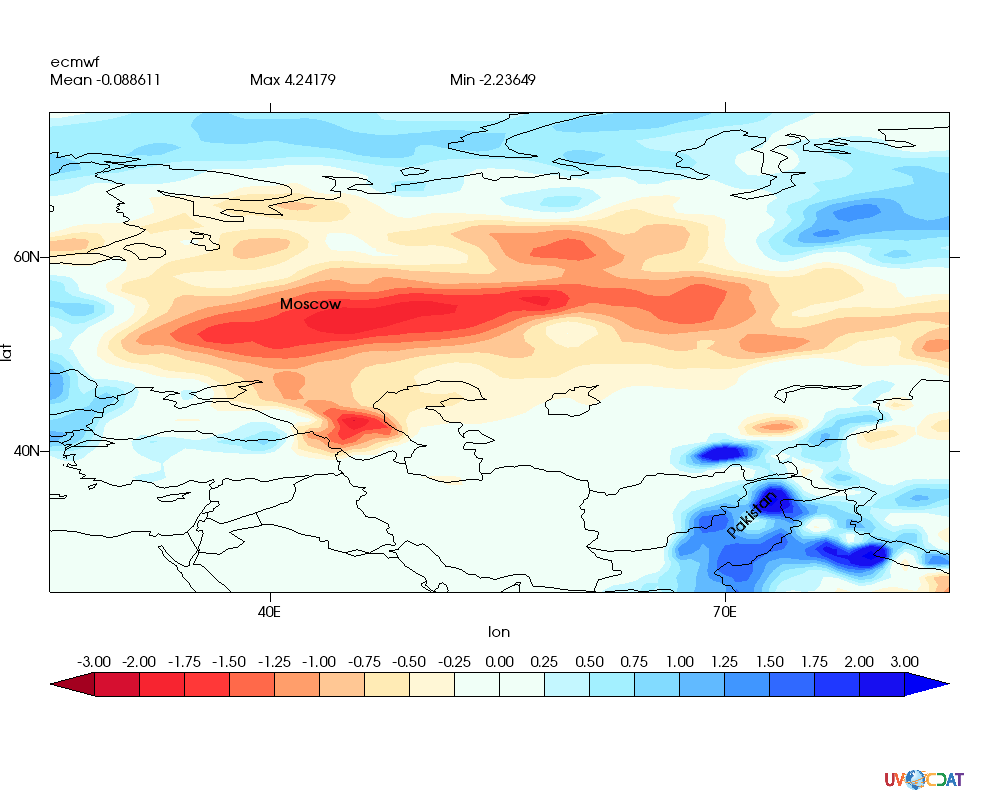 ecmwf
Mean -0.088611 Max 4.24179 Min -2.23649
60N
Moscow
lat
40N
Pakistan
40E 70E
lon
-3.00 -2.00 -1.75 -1.50 -1.25 -1.00 -0.75 -0.50 -0.25 0.00 0.25 0.50 0.75 1.00 1.25 1.50 1.75 2.00 3.00
UV CDAT